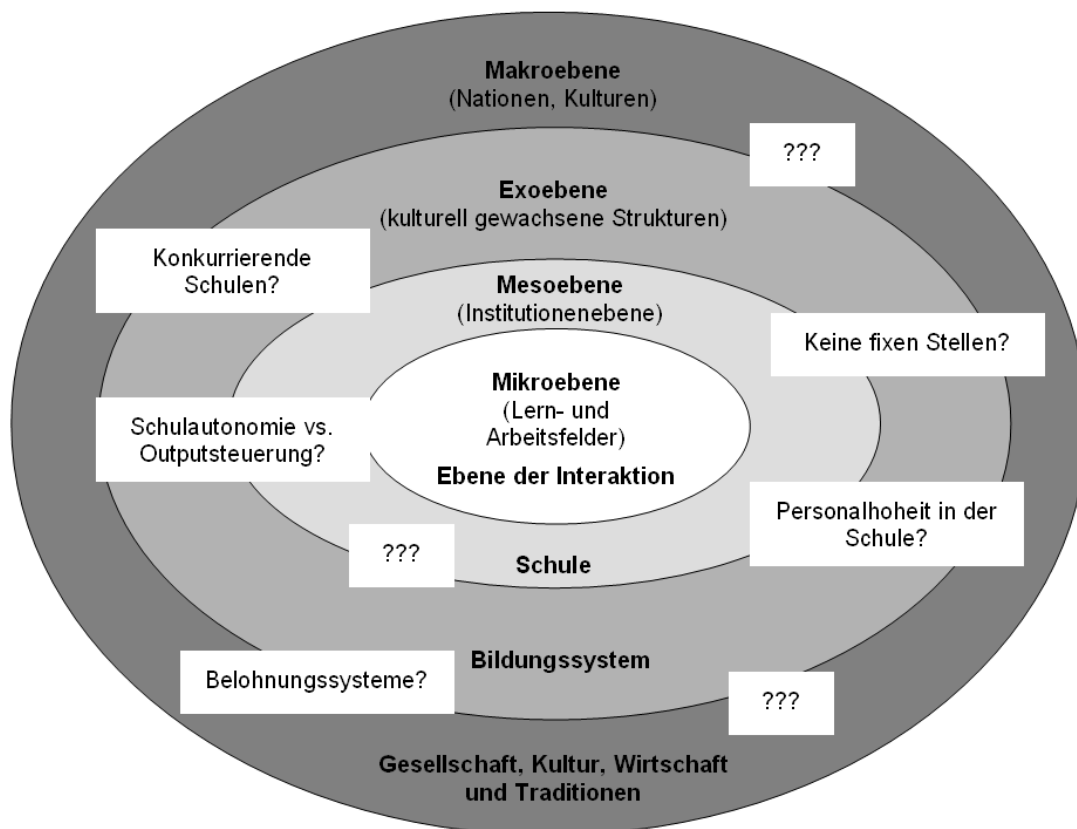 Makroebene
(Nationen, Kulturen)
???
Exoebene
(kulturell gewachsene Strukturen)
Konkurrierende
Schulen?
Mesoebene
(Institutionenebene)
Keine fixen Stellen?
Mikroebene
(Lern- und
Arbeitsfelder)
Ebene der Interaktion
Schulautonomie vs.
Outputsteuerung?
Personalhoheit in der
Schule?
???
Schule
Bildungssystem
Belohnungssysteme?
???
Gesellschaft, Kultur, Wirtschaft
und Traditionen